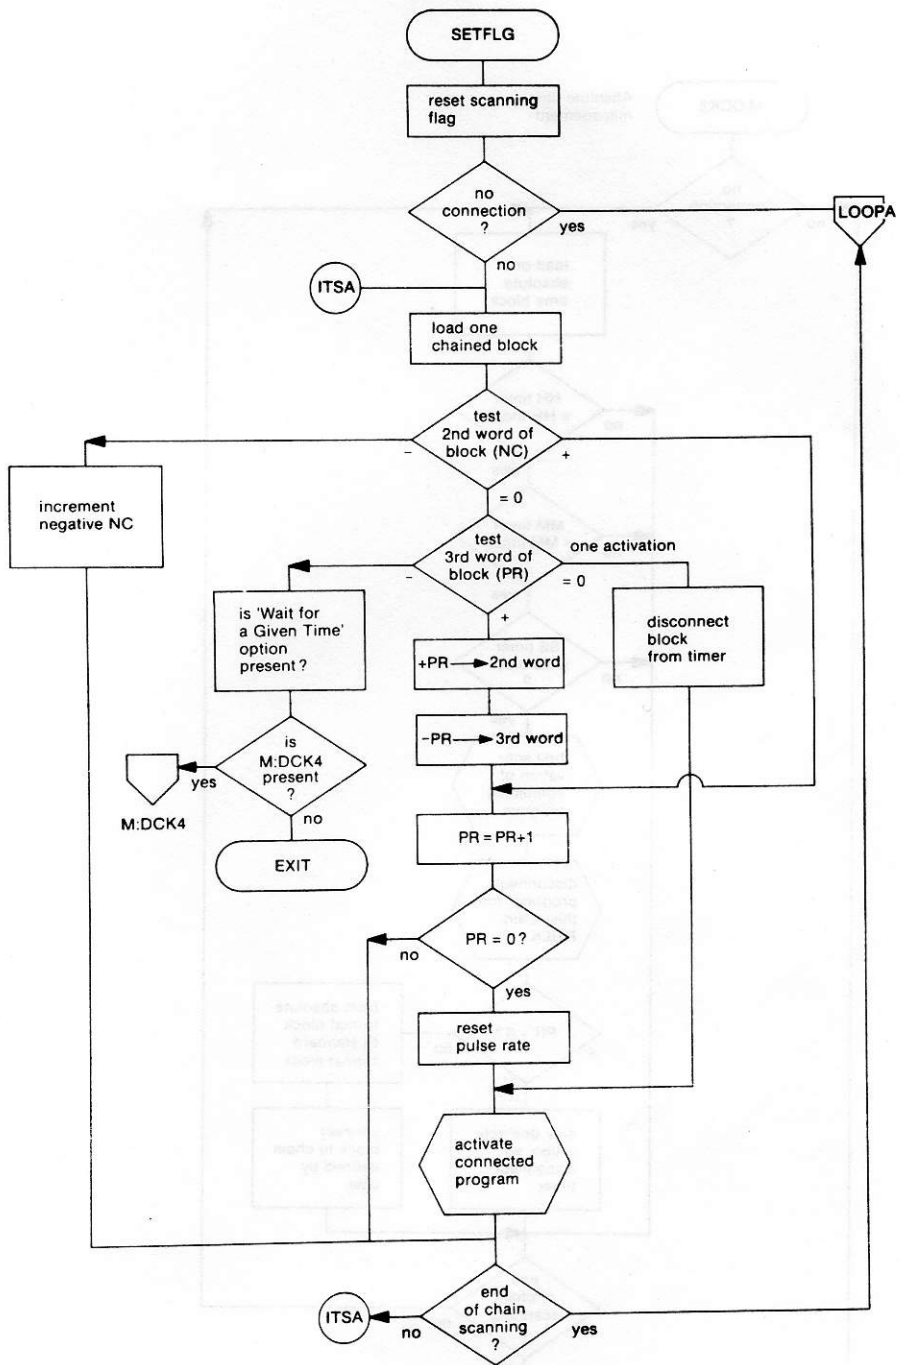 SETFLG
reset scanning
flag
no
connection
?
yes
LOOPA
no
ITSA
load one
chained block
test
2nd word of
block (NC)
–
+
= 0
increment
negative NC
test
3rd word of
block (PR)
one activation
–
= 0
+
is 'Wait for
a Given Time'
option
present?
disconnect
block
from timer
+PR 2nd word
–PR 3rd word
is
M:DCK4
present
?
yes
no
M:DCK4
EXIT
PR = PR+1
PR = 0?
no
yes
reset
pulse rate
activate
connected
program
end
of chain
scanning
?
ITSA
no
yes